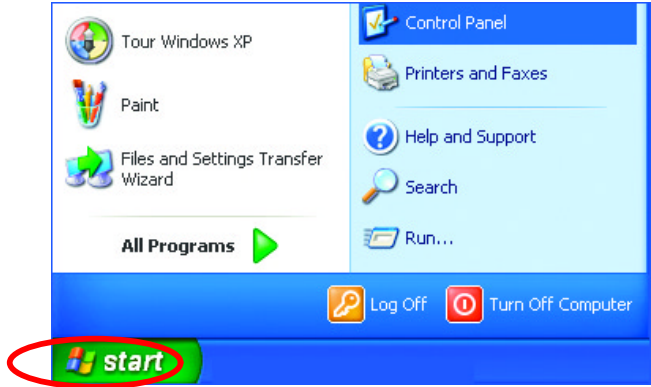 Tour Windows XP
Paint
Files and Settings Transfer
Wizard
All Programs
Control Panel
Printers and Faxes
Help and Support
Search
Run...
Log Off
Turn Off Computer
start